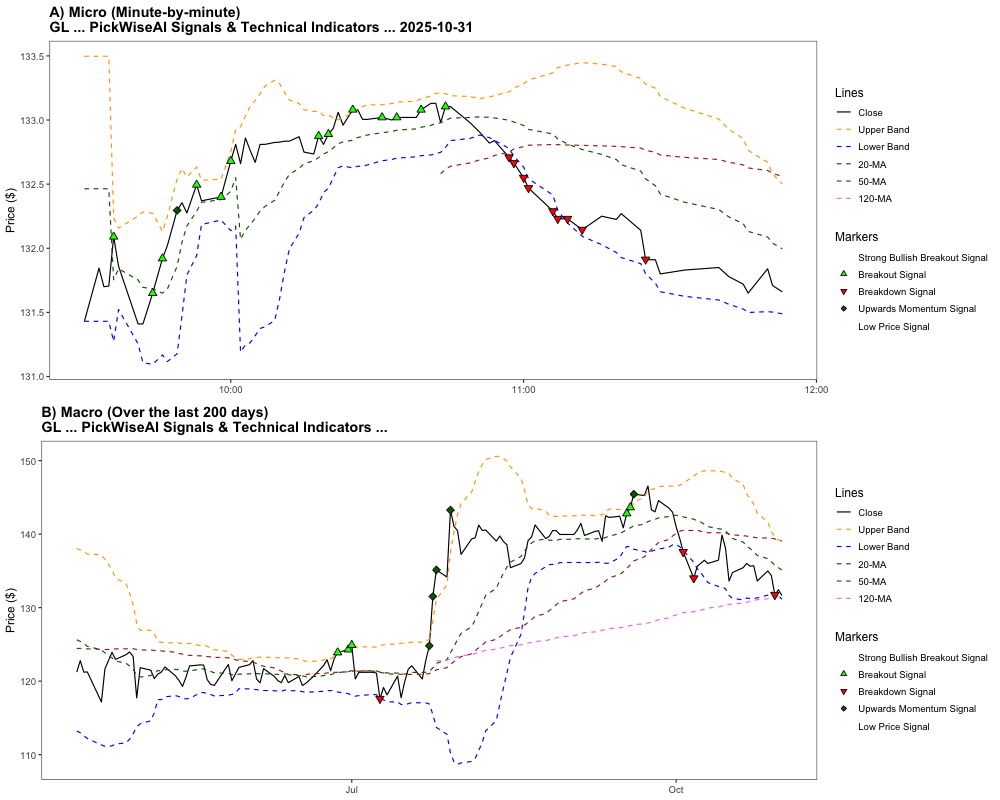 A) Micro (Minute-by-minute)
GL ... PickWiseAI Signals & Technical Indicators ... 2025-10-31
133.5
133.0
132.5
132.0
131.5
131.0
Price ($)
10:00
11:00
12:00
Lines
Close
Upper Band
Lower Band
20-MA
50-MA
120-MA
Markers
Strong Bullish Breakout Signal
Breakout Signal
Breakdown Signal
Upwards Momentum Signal
Low Price Signal
B) Macro (Over the last 200 days)
GL ... PickWiseAI Signals & Technical Indicators ...
150
140
130
120
110
Price ($)
Jul
Oct
Lines
Close
Upper Band
Lower Band
20-MA
50-MA
120-MA
Markers
Strong Bullish Breakout Signal
Breakout Signal
Breakdown Signal
Upwards Momentum Signal
Low Price Signal